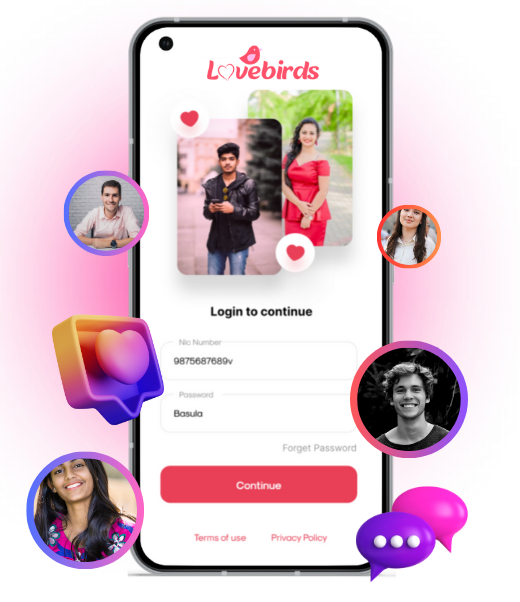 Lovebirds
Login to continue
Nic Number
9875687689v
Password
Basula
Forget Password
Continue
Terms of use
Privacy Policy